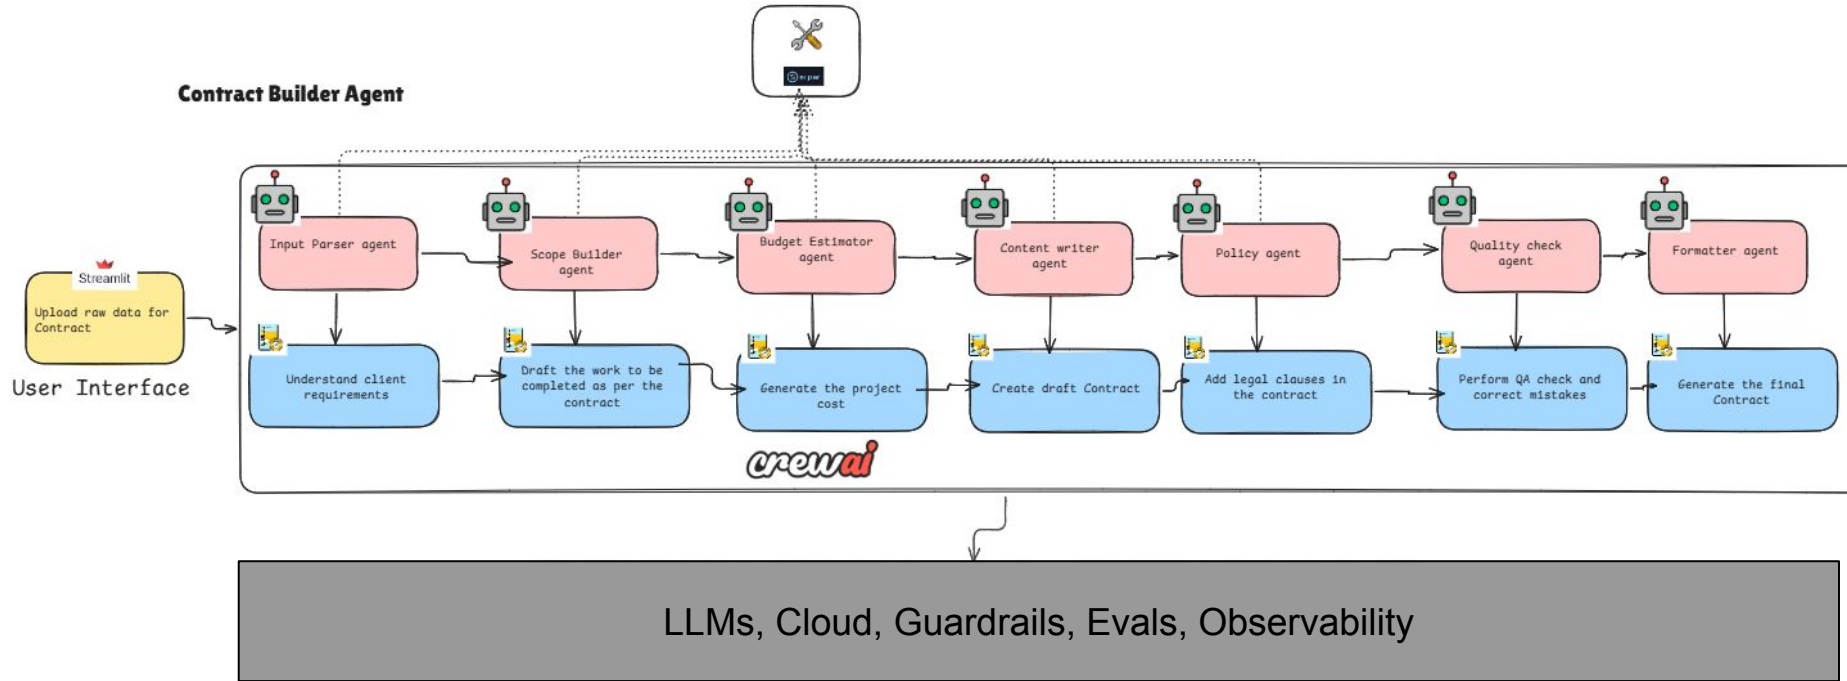 Serper
Contract Builder Agent
Input Parser agent
Scope Builder
agent
Budget Estimator
agent
Content writer
agent
Policy agent
Quality check
agent
Formatter agent
Streamlit
Upload raw data for
Contract
User Interface
Understand client
requirements
Draft the work to be
completed as per the
contract
Generate the project
cost
Create draft Contract
Add legal clauses in
the contract
Perform QA check and
correct mistakes
Generate the final
Contract
crewai
LLMs, Cloud, Guardrails, Evals, Observability